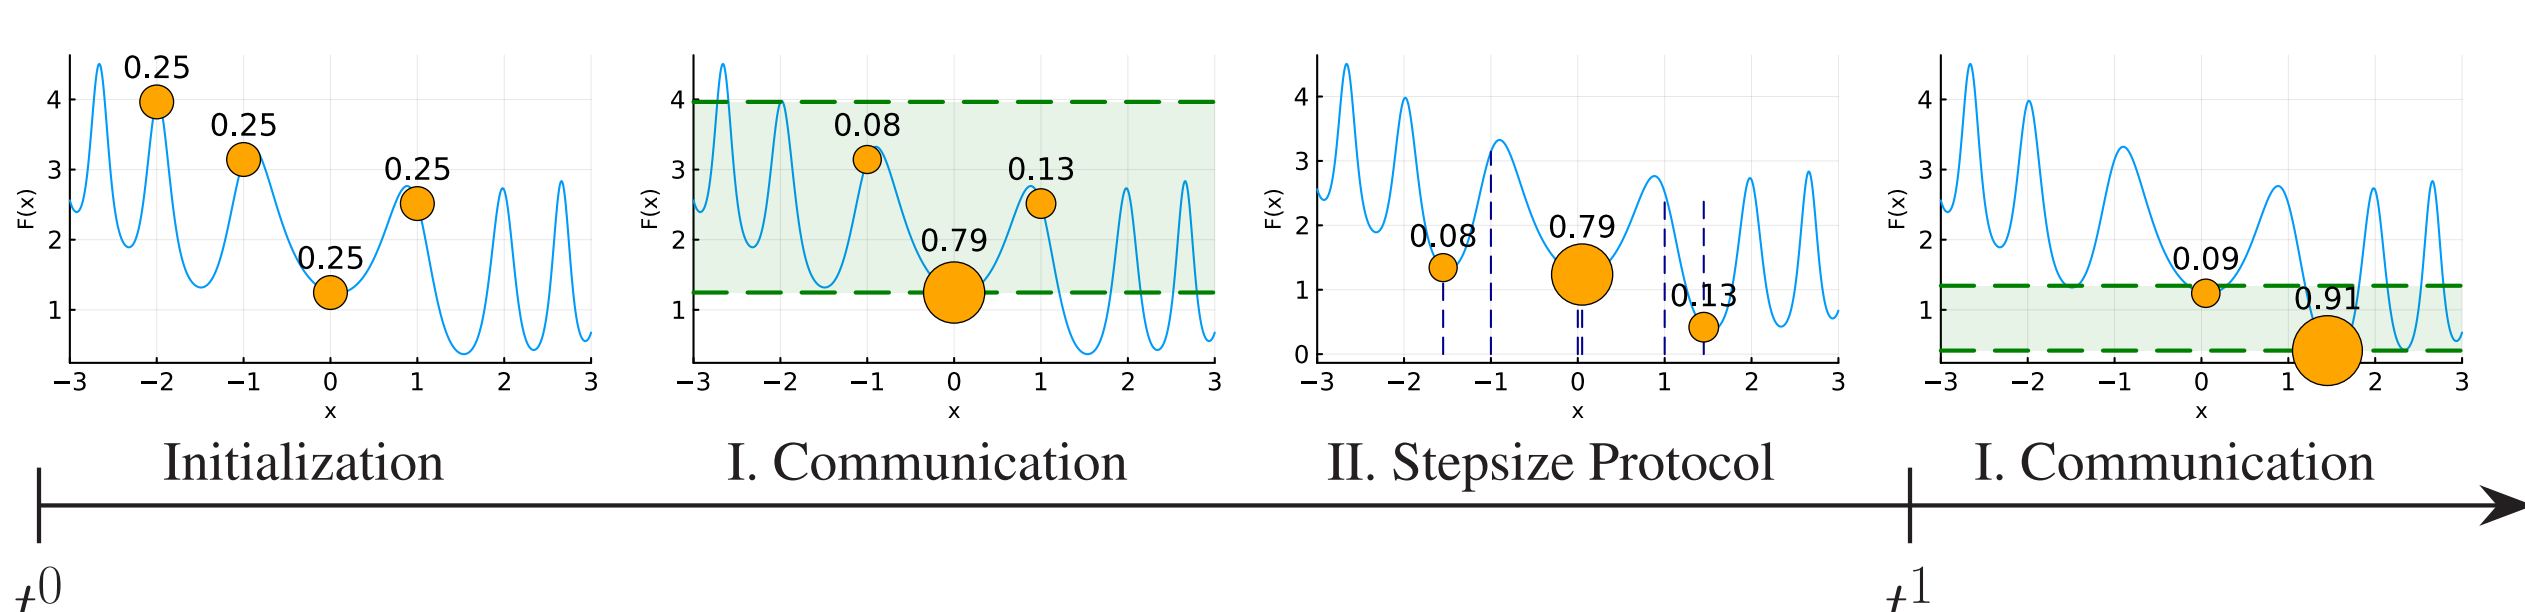 0.25
0.25
0.25
0.25
F(x)
4
3
2
1
−3 −2 −1 0 1 2 3
x
0.08
0.13
0.79
F(x)
4
3
2
1
−3 −2 −1 0 1 2 3
x
0.08
0.79
0.13
F(x)
4
3
2
1
0
−3 −2 −1 0 1 2 3
x
0.09
0.91
F(x)
4
3
2
1
−3 −2 −1 0 1 2 3
x
Initialization
I. Communication
II. Stepsize Protocol
I. Communication
t⁰
t¹